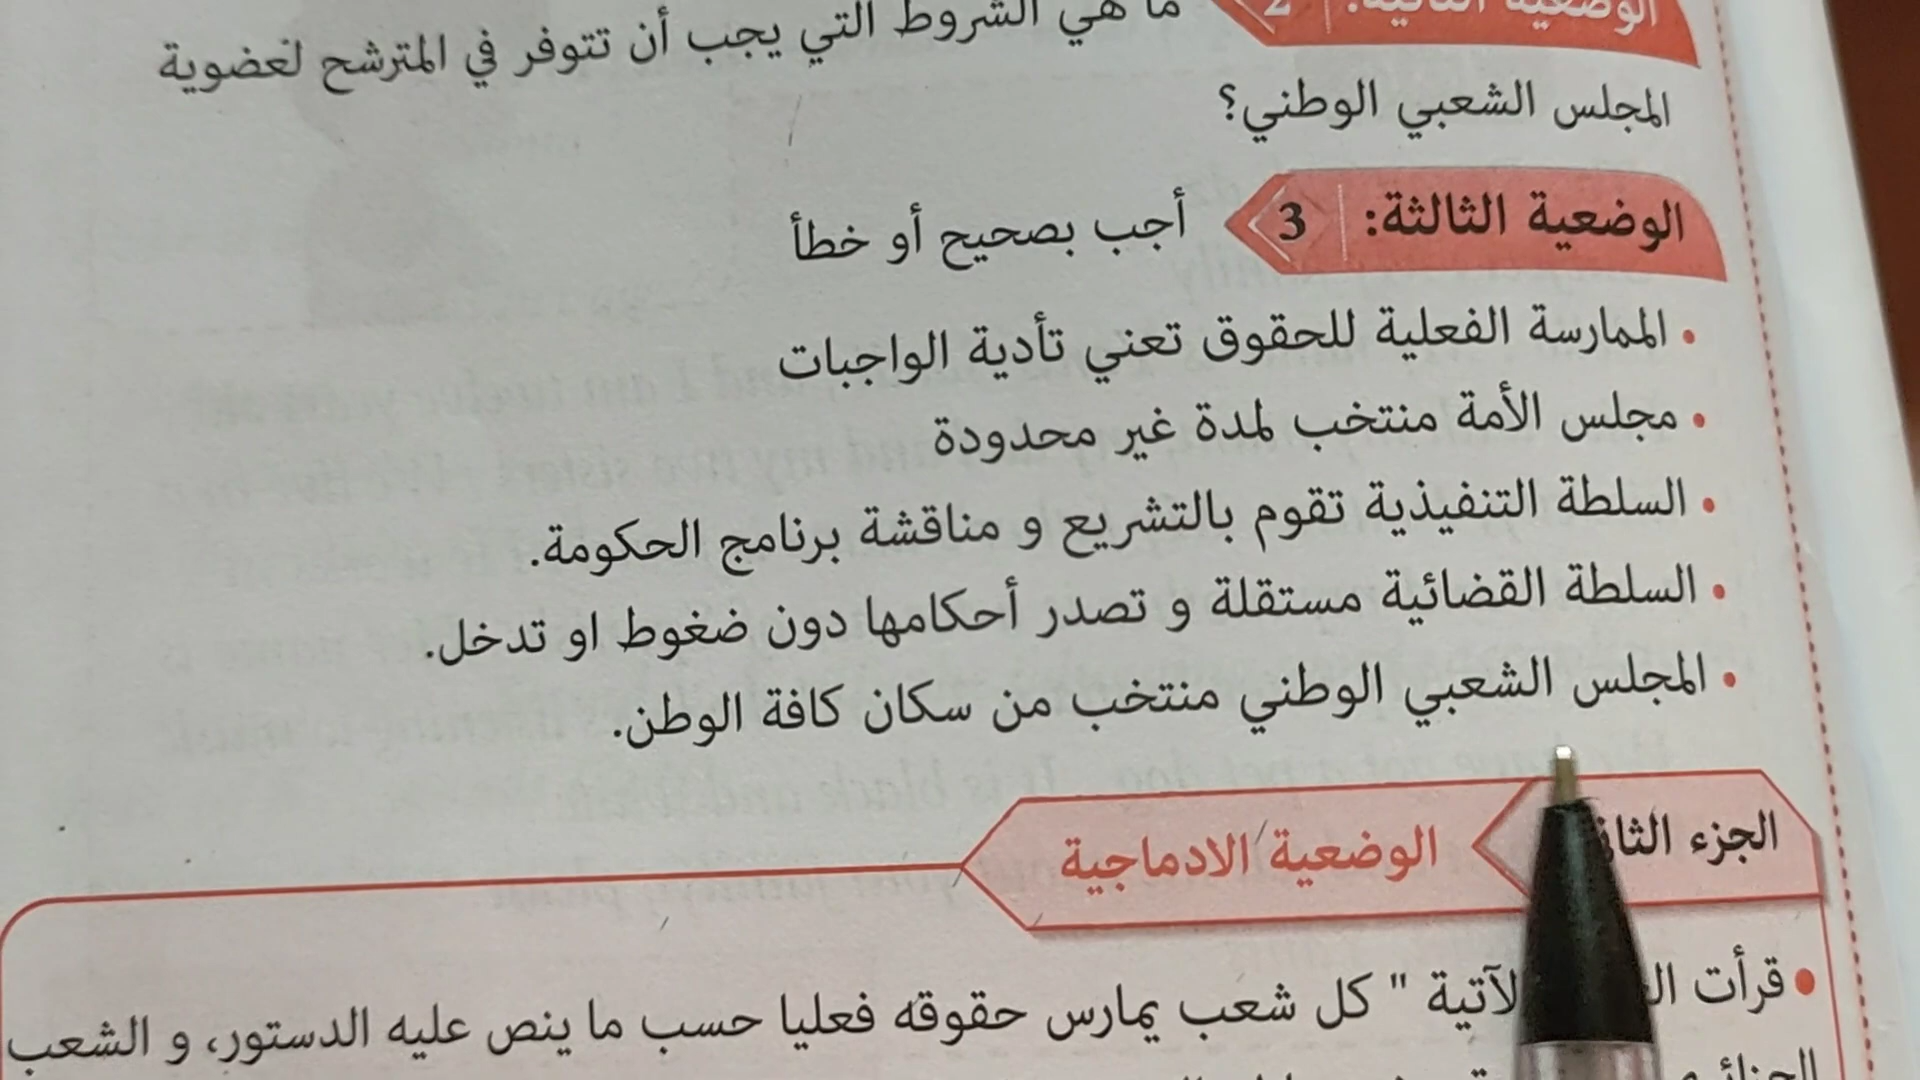 الوضعية الثانية: 2 ما هي الشروط التي يجب أن تتوفر في المترشح لعضوية
المجلس الشعبي الوطني؟
الوضعية الثالثة: 3 أجب بصحيح أو خطأ
• الممارسة الفعلية للحقوق تعني تأدية الواجبات
• مجلس الأمة منتخب لمدة غير محدودة
• السلطة التنفيذية تقوم بالتشريع و مناقشة برنامج الحكومة.
• السلطة القضائية مستقلة و تصدر أحكامها دون ضغوط او تدخل.
• المجلس الشعبي الوطني منتخب من سكان كافة الوطن.
الجزء الوضعية الادماجية
• قرأت " كل شعب يمارس حقوقه فعليا حسب ما ينص عليه الدستور، و الشعب